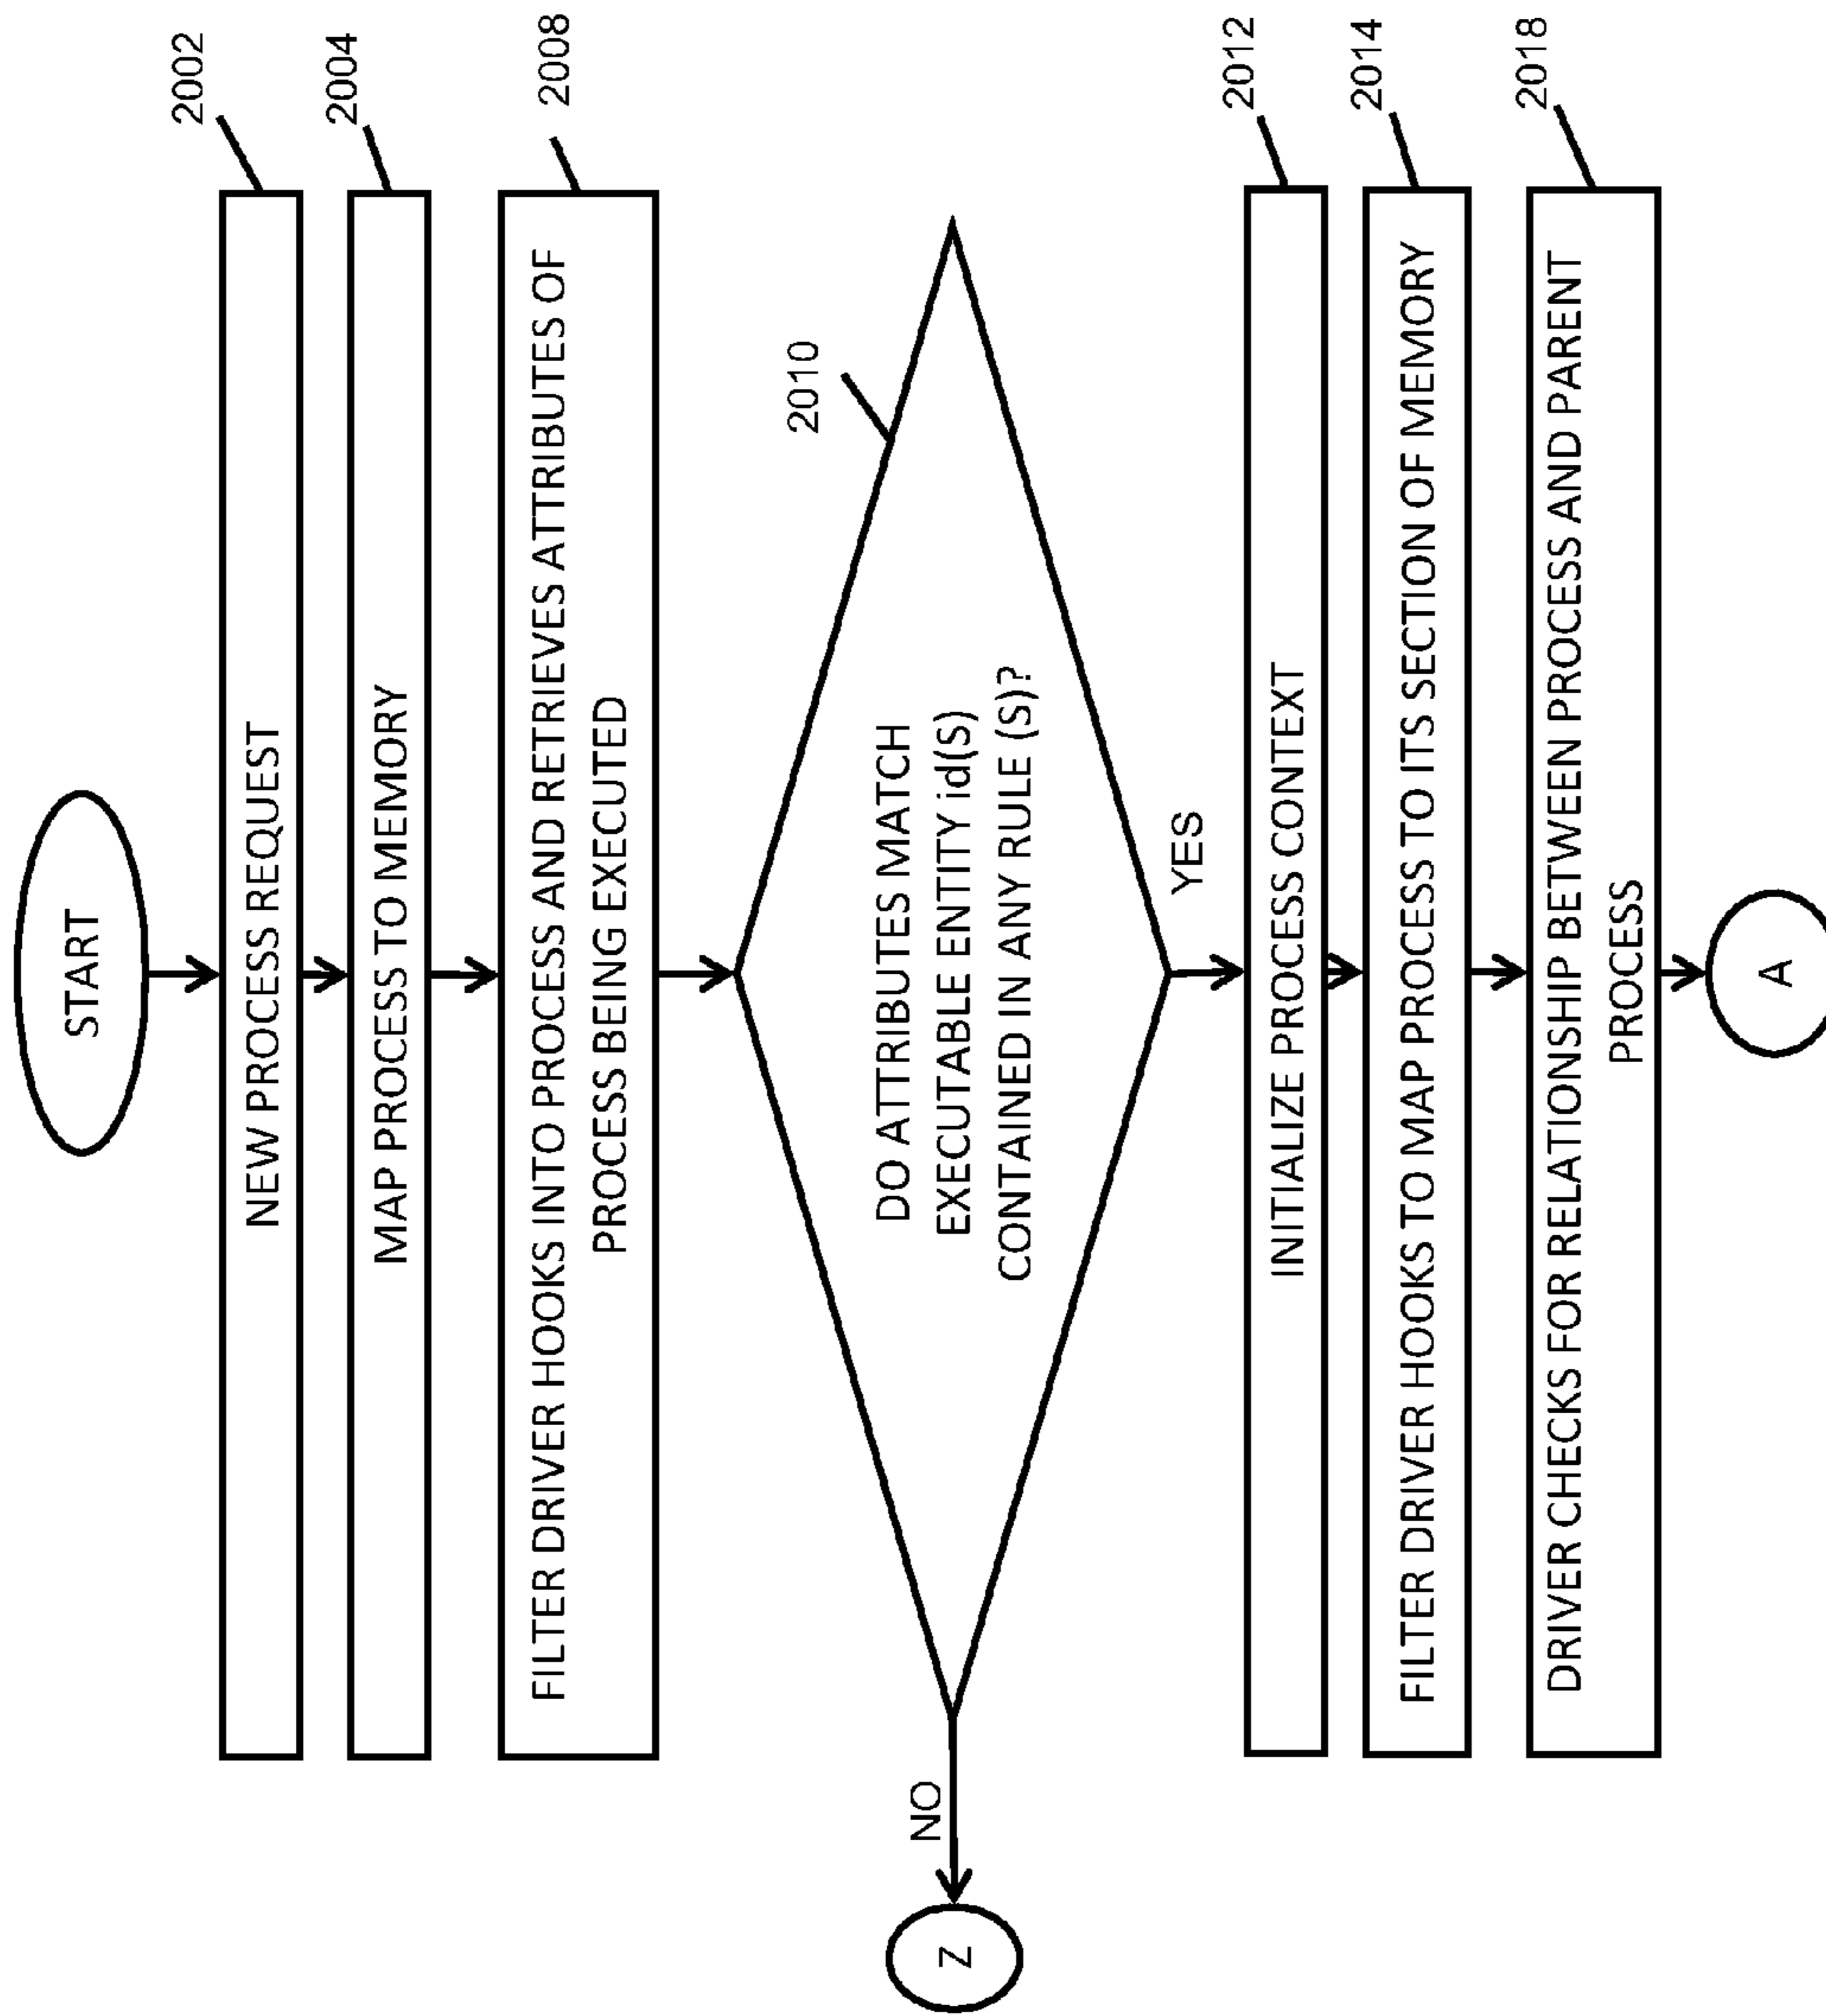 START
2002
NEW PROCESS REQUEST
2004
MAP PROCESS TO MEMORY
2008
FILTER DRIVER HOOKS INTO PROCESS AND RETRIEVES ATTRIBUTES OF
PROCESS BEING EXECUTED
2010
DO ATTRIBUTES MATCH
EXECUTABLE ENTITY id(S)
CONTAINED IN ANY RULE (S)?
NO
Z
YES
2012
INITIALIZE PROCESS CONTEXT
2014
FILTER DRIVER HOOKS TO MAP PROCESS TO ITS SECTION OF MEMORY
2018
DRIVER CHECKS FOR RELATIONSHIP BETWEEN PROCESS AND PARENT
PROCESS
A